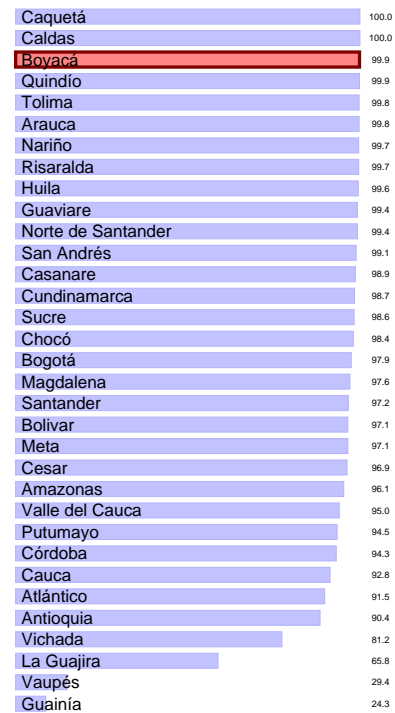 Caquetá 100.0
Caldas 100.0
Boyacá 99.9
Quindío 99.9
Tolima 99.8
Arauca 99.8
Nariño 99.7
Risaralda 99.7
Huila 99.6
Guaviare 99.4
Norte de Santander 99.4
San Andrés 99.1
Casanare 98.9
Cundinamarca 98.7
Sucre 98.6
Chocó 98.4
Bogotá 97.9
Magdalena 97.6
Santander 97.2
Bolivar 97.1
Meta 97.1
Cesar 96.9
Amazonas 96.1
Valle del Cauca 95.0
Putumayo 94.5
Córdoba 94.3
Cauca 92.8
Atlántico 91.5
Antioquia 90.4
Vichada 81.2
La Guajira 65.8
Vaupés 29.4
Guainía 24.3